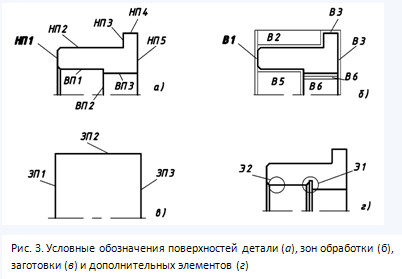 НП4
НП3
НП2
НП1
НП5
ВП1
ВП3
ВП2
а)
В3
В2
В1
В3
В5
В6
В6
б)
ЗП2
ЗП1
ЗП3
в)
Э2
Э1
г)
Рис. 3. Условные обозначения поверхностей детали (а), зон обработки (б),
заготовки (в) и дополнительных элементов (г)